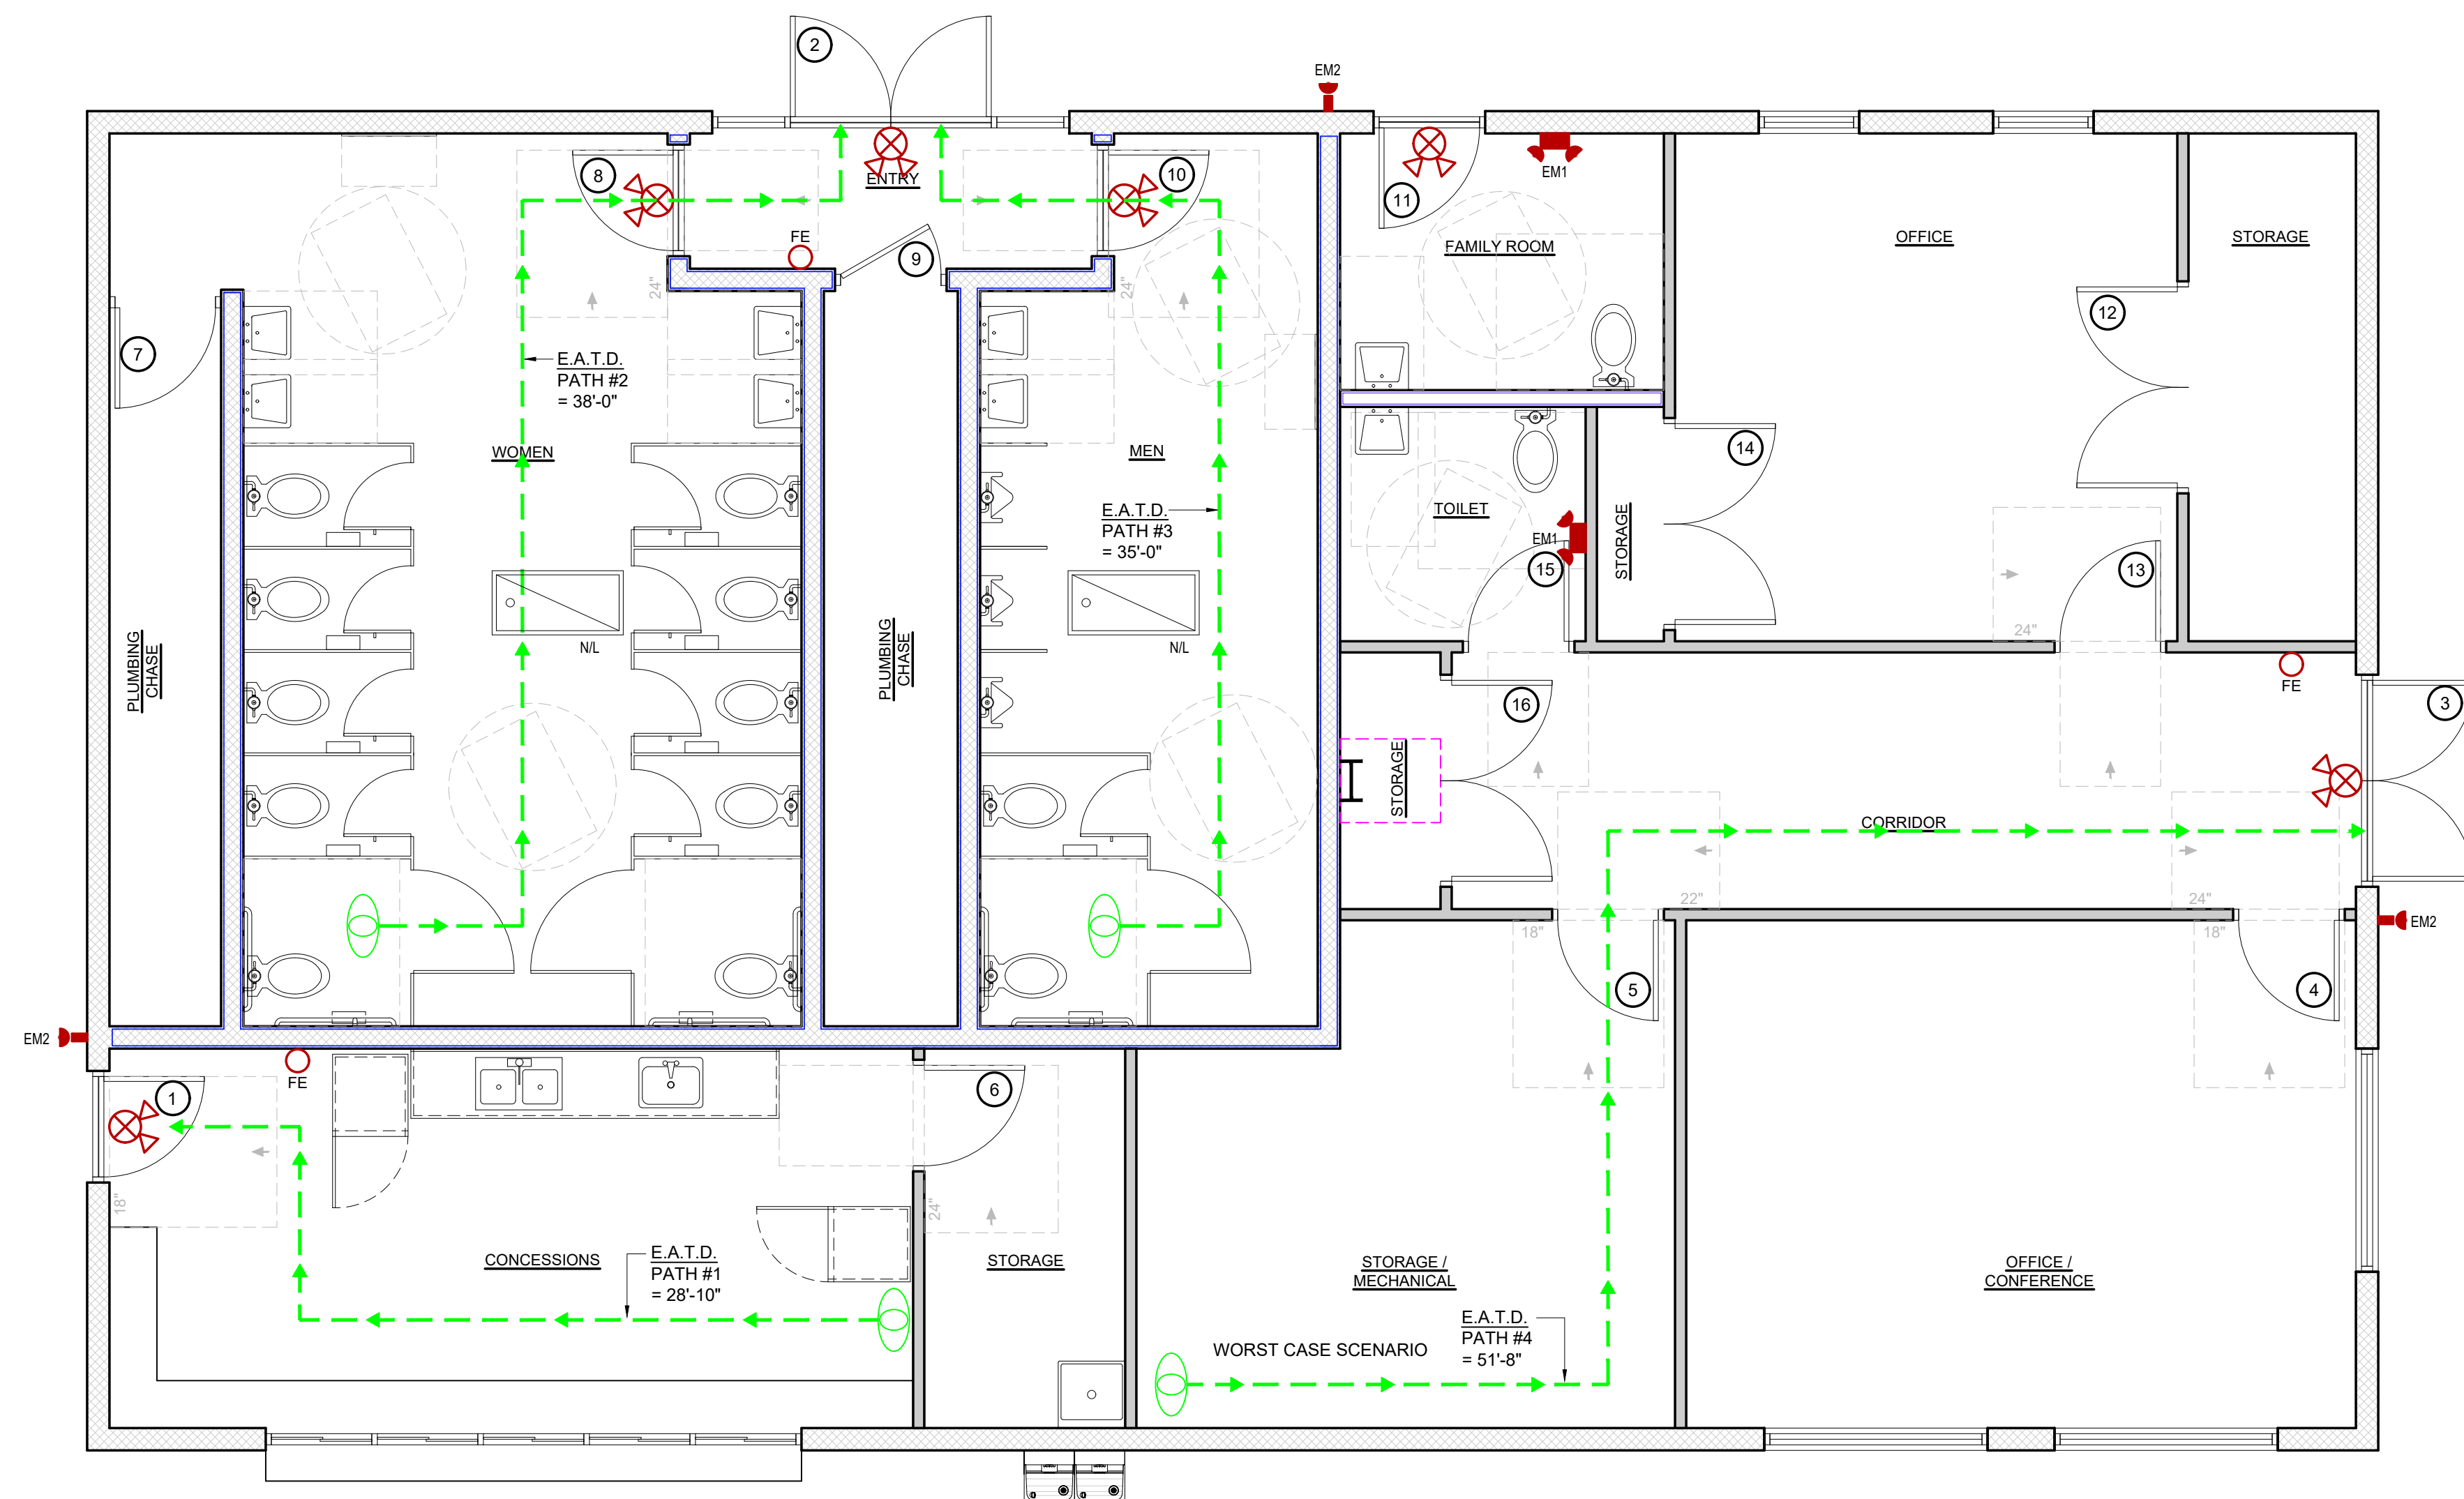 2
EM2
8
ENTRY
10
FE
9
24"
24"
11
EM1
FAMILY ROOM
OFFICE
STORAGE
12
7
E.A.T.D.
PATH #2
= 38'-0"
WOMEN
MEN
14
E.A.T.D.
PATH #3
= 35'-0"
TOILET
EM1
15
STORAGE
13
24"
N/L
N/L
PLUMBING
CHASE
PLUMBING
CHASE
FE
3
16
STORAGE
CORRIDOR
22"
24"
18"
18"
EM2
5
4
EM2
FE
1
6
18"
24"
CONCESSIONS
E.A.T.D.
PATH #1
= 28'-10"
STORAGE
STORAGE /
MECHANICAL
OFFICE /
CONFERENCE
WORST CASE SCENARIO
E.A.T.D.
PATH #4
= 51'-8"